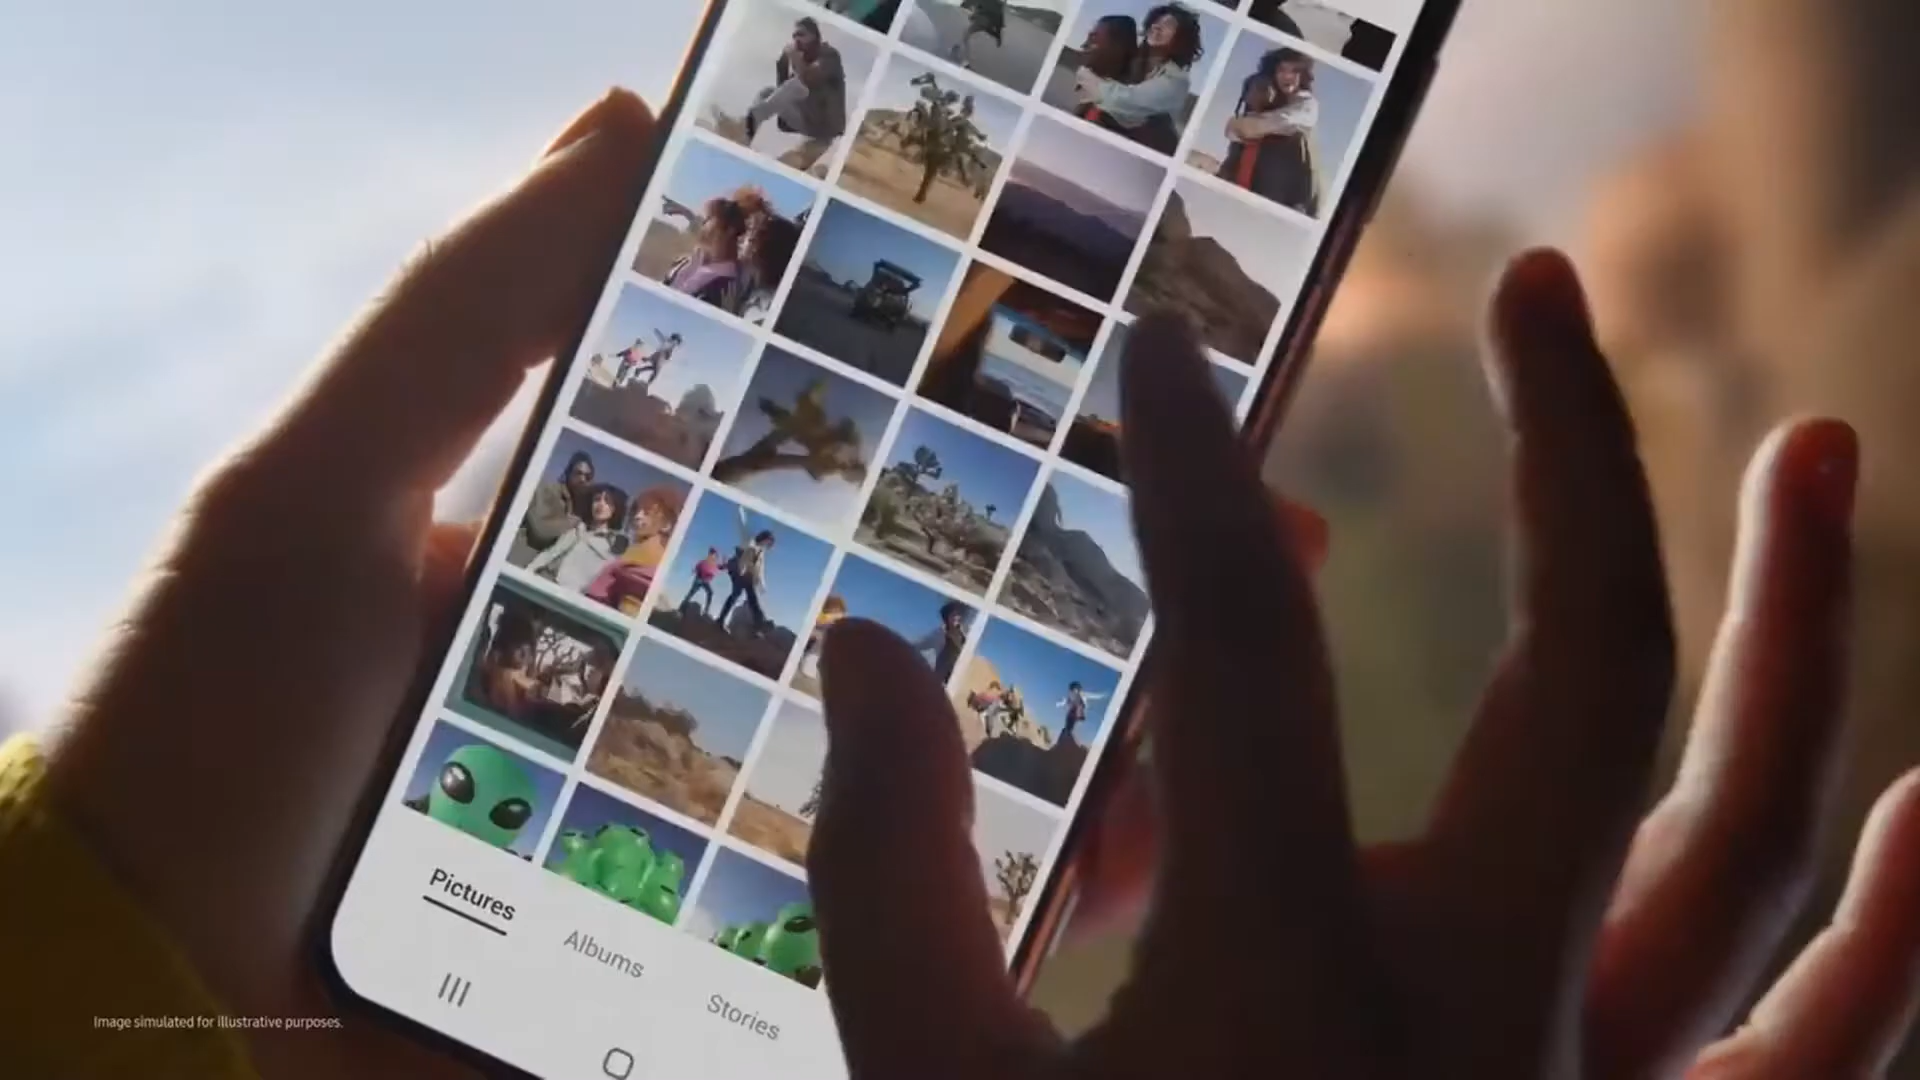 Pictures
Albums
Stories
Image simulated for illustrative purposes.